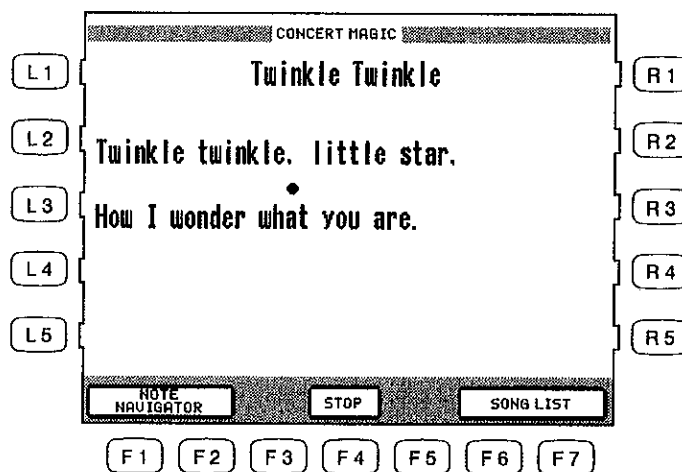 CONCERT MAGIC
L1
Twinkle Twinkle
R1
L2
Twinkle twinkle, little star,
R2
L3
How I wonder what you are.
R3
L4
R4
L5
R5
NOTE
NAVIGATOR
STOP
SONG LIST
F1 F2 F3 F4 F5 F6 F7